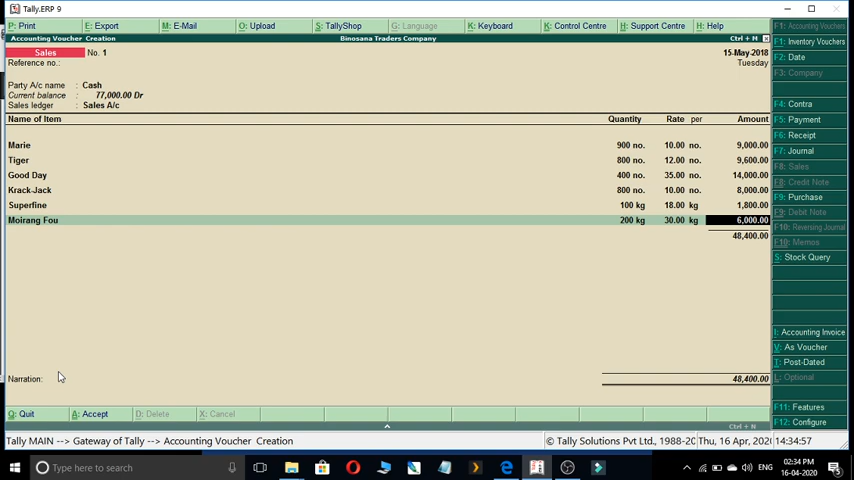 Tally.ERP 9
P: Print E: Export M: E-Mail O: Upload S: TallyShop G: Language K: Keyboard K: Control Centre H: Support Centre H: Help
F1: Accounting Vouchers
Accounting Voucher Creation Binosana Traders Company Ctrl + N
F1: Inventory Vouchers
Sales No. 1 15-May-2018
F2: Date
Reference no.: Tuesday
F3: Company
Party A/c name : Cash
Current balance : 77,000.00 Dr
Sales ledger : Sales A/c
F4: Contra
Name of Item Quantity Rate per Amount
F5: Payment
F6: Receipt
Marie 900 no. 10.00 no. 9,000.00
F7: Journal
Tiger 800 no. 12.00 no. 9,600.00
F8: Sales
Good Day 400 no. 35.00 no. 14,000.00
F8: Credit Note
Krack-Jack 800 no. 10.00 no. 8,000.00
F9: Purchase
Superfine 100 kg 18.00 kg 1,800.00
F9: Debit Note
Moirang Fou 200 kg 30.00 kg 6,000.00
F10: Reversing Journal
48,400.00
F10: Memos
S: Stock Query
I: Accounting Invoice
V: As Voucher
T: Post-Dated
Narration: 48,400.00
L: Optional
F11: Features
Q: Quit A: Accept D: Delete X: Cancel
F12: Configure
Ctrl + N
Tally MAIN --> Gateway of Tally --> Accounting Voucher Creation © Tally Solutions Pvt Ltd., 1988-20 Thu, 16 Apr, 2020 14:34:57
Type here to search ENG 02:34 PM
16-04-2020